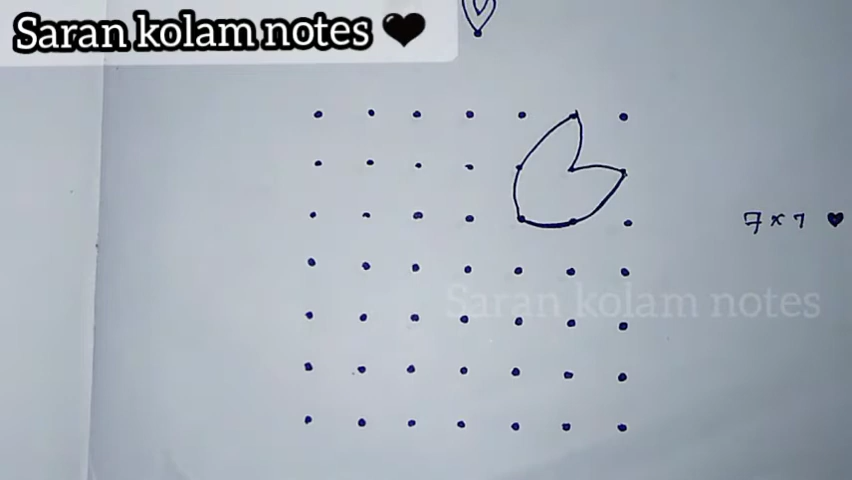 Saran kolam notes 🖤
7 x 7 ♥
Saran kolam notes